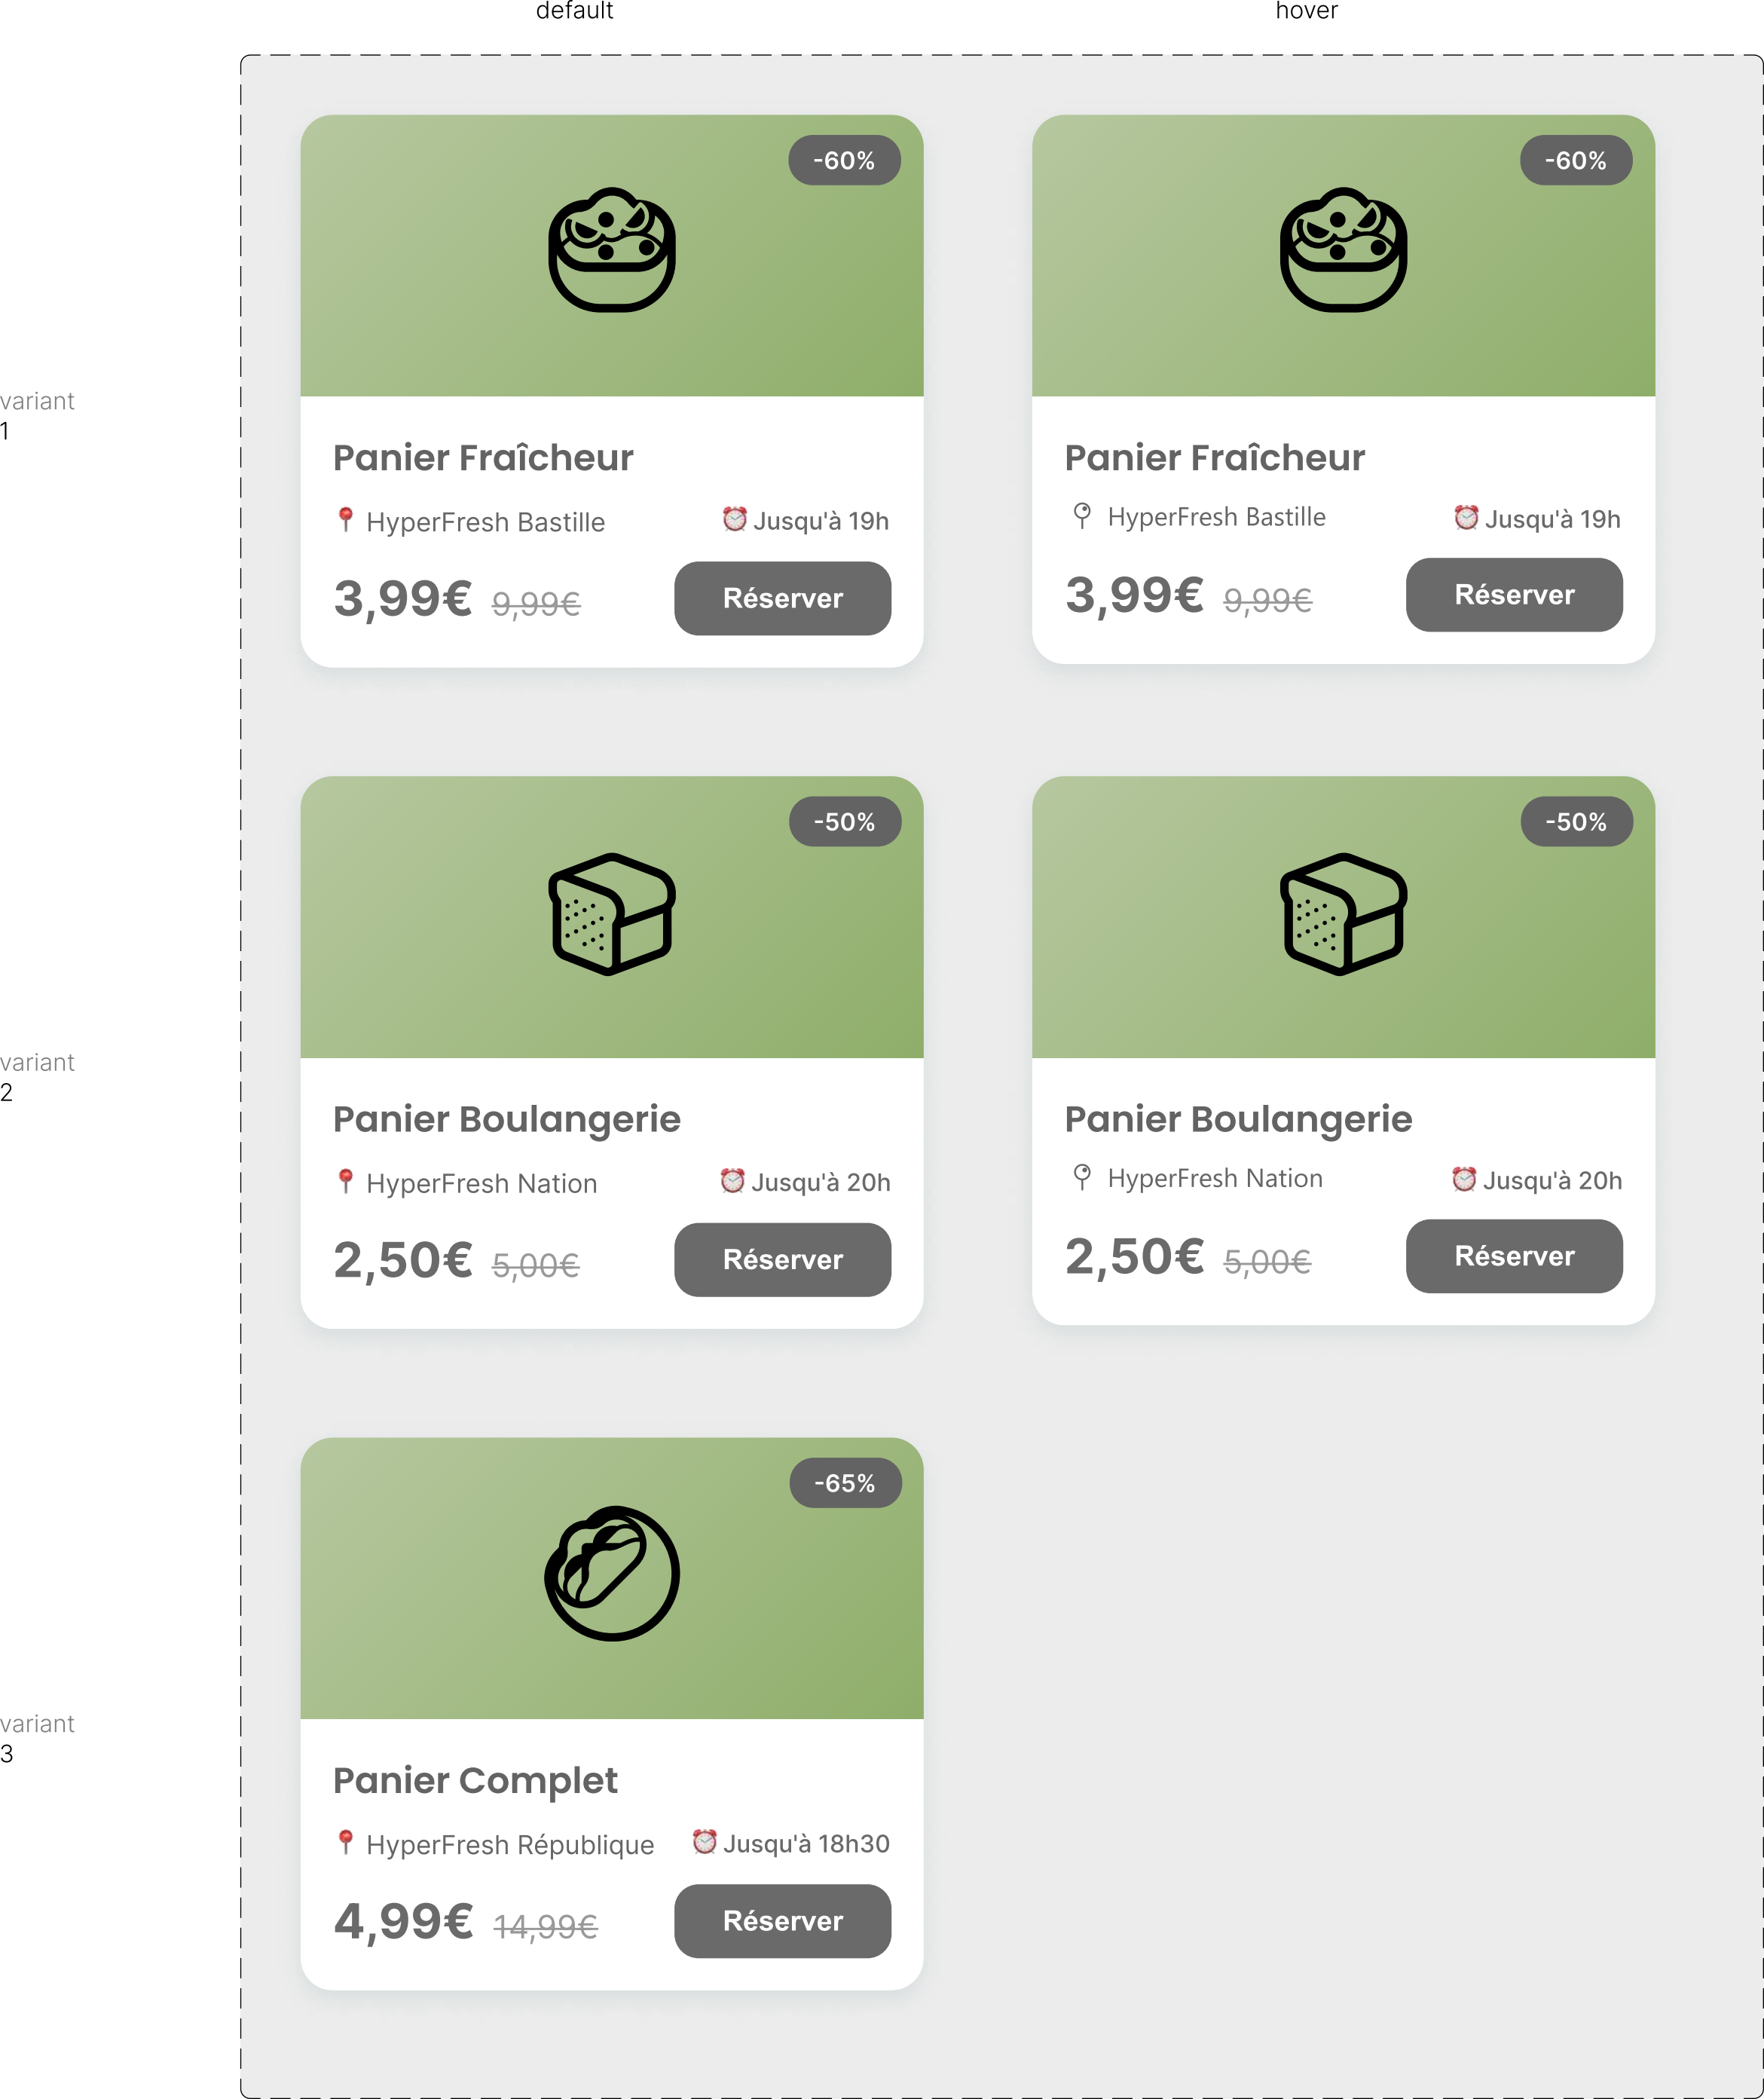 default
hover
variant
1
-60%
Panier Fraîcheur
📍 HyperFresh Bastille
⏰ Jusqu'à 19h
3,99€ 9,99€
Réserver
-60%
Panier Fraîcheur
HyperFresh Bastille
⏰ Jusqu'à 19h
3,99€ 9,99€
Réserver
variant
2
-50%
Panier Boulangerie
📍 HyperFresh Nation
⏰ Jusqu'à 20h
2,50€ 5,00€
Réserver
-50%
Panier Boulangerie
HyperFresh Nation
⏰ Jusqu'à 20h
2,50€ 5,00€
Réserver
variant
3
-65%
Panier Complet
📍 HyperFresh République
⏰ Jusqu'à 18h30
4,99€ 14,99€
Réserver